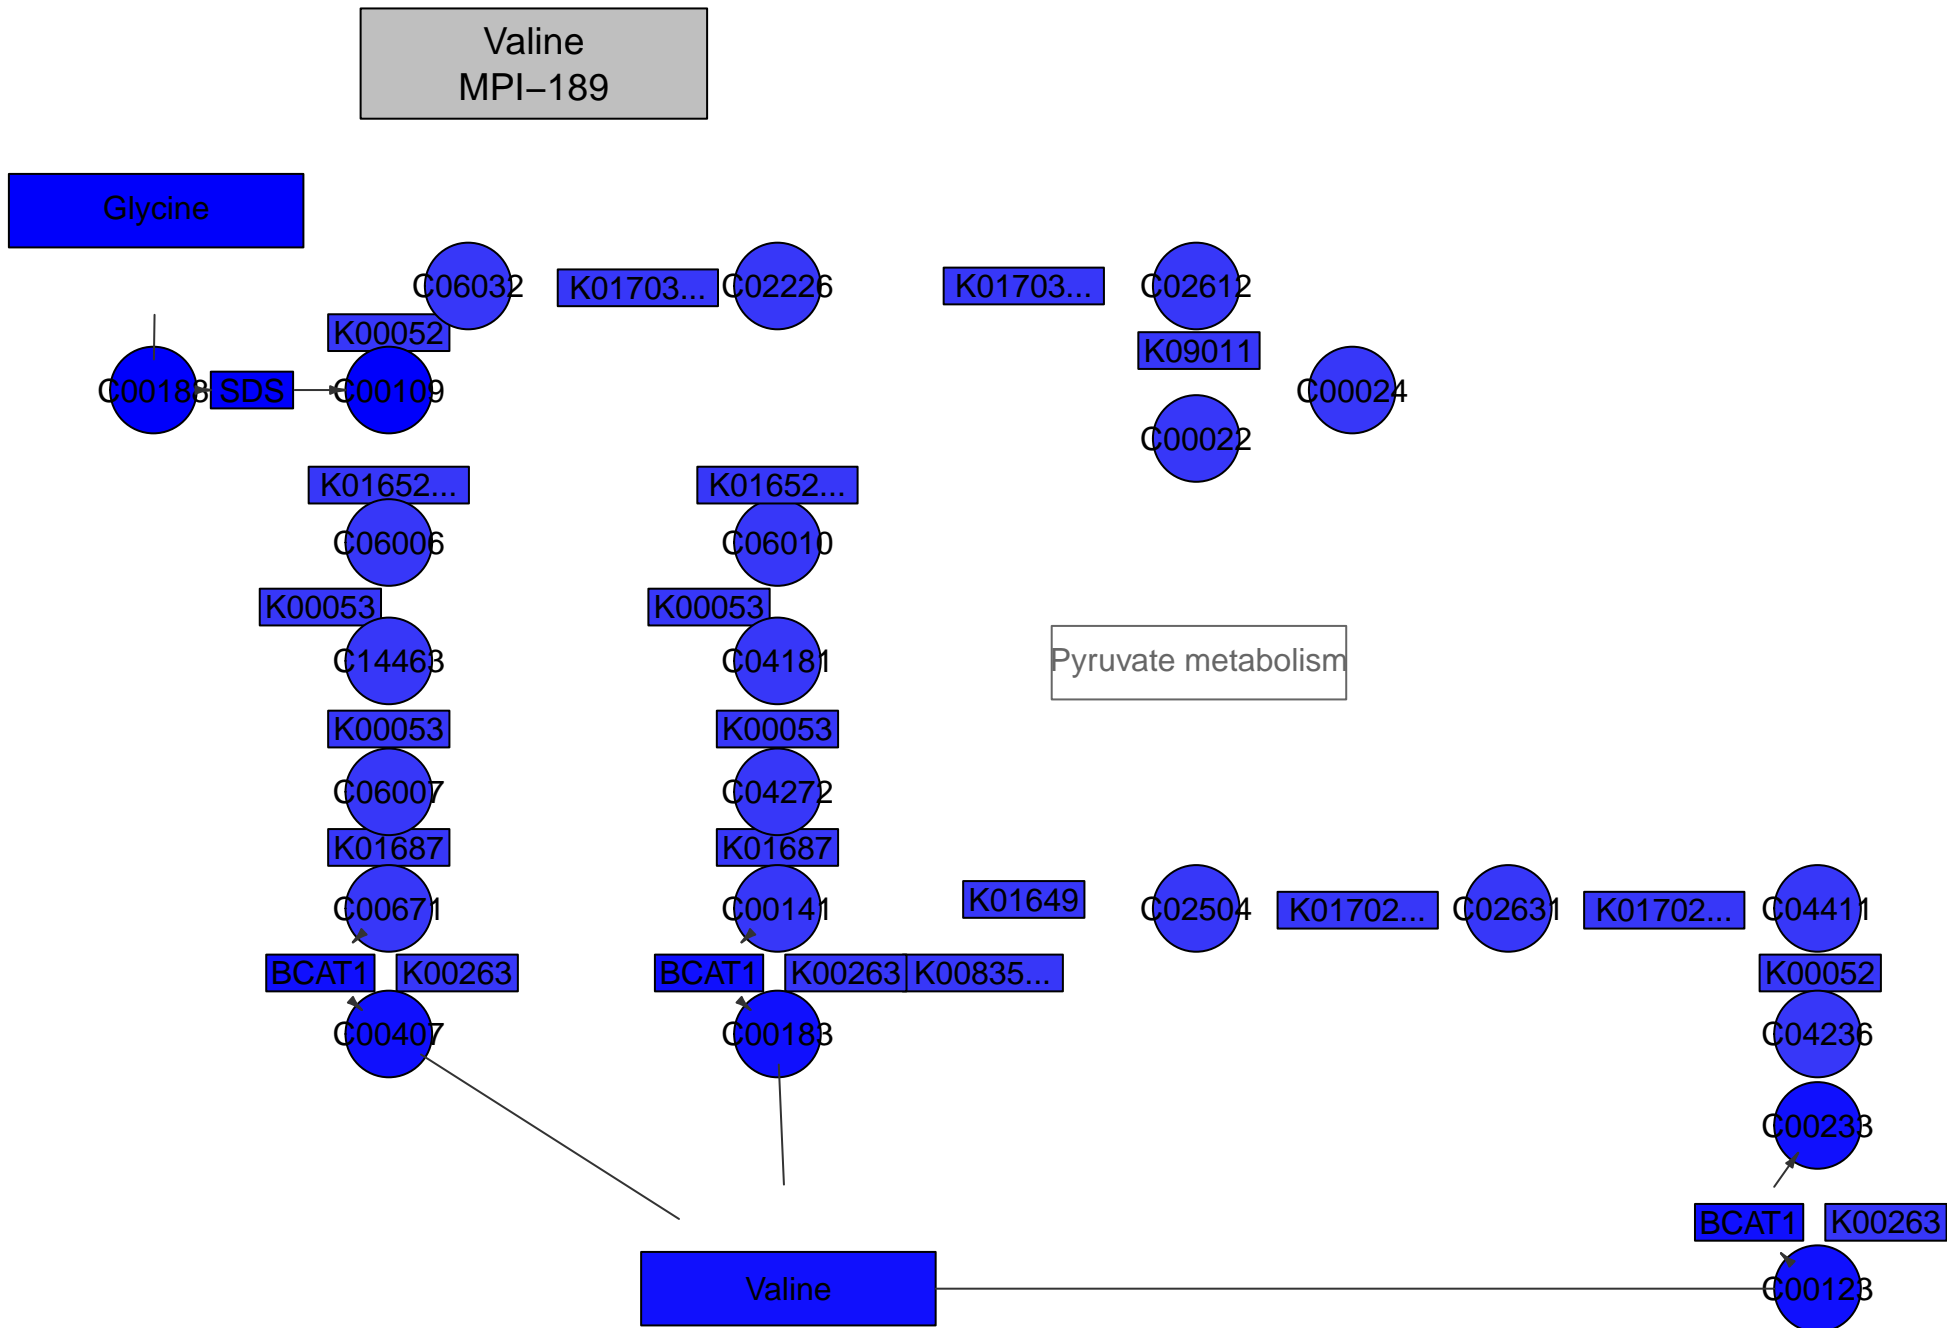 Valine
MPI–189
Glycine
C06032
K01703...
C02226
K01703...
C02612
K00052
K09011
C00188
SDS
C00109
C00024
C00022
K01652...
K01652...
C06006
C06010
K00053
K00053
C14463
C04181
Pyruvate metabolism
K00053
K00053
C06007
C04272
K01687
K01687
C00671
C00141
K01649
C02504
K01702...
C02631
K01702...
C04411
BCAT1
K00263
BCAT1
K00263
K00835...
K00052
C00407
C00183
C04236
C00233
BCAT1
K00263
Valine
C00123